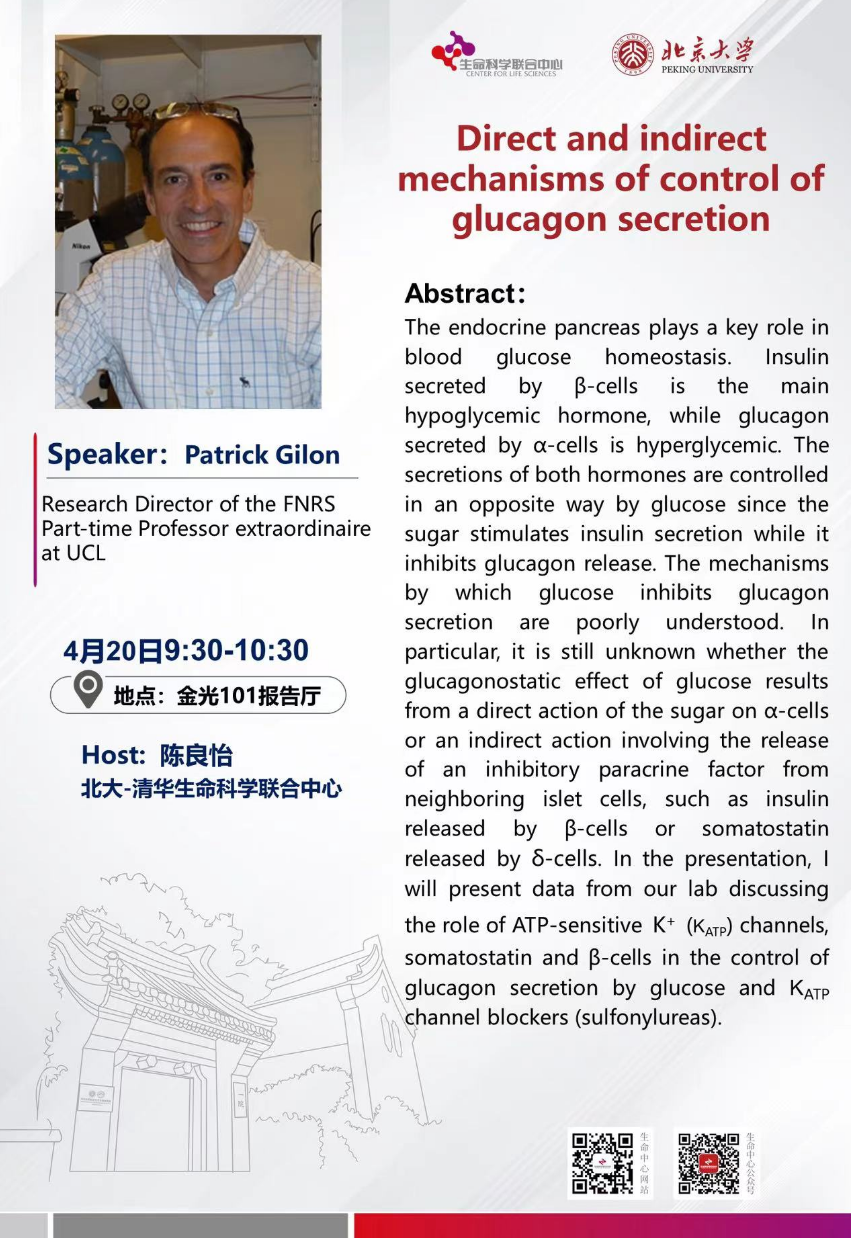 生命科学联合中心
CENTER FOR LIFE SCIENCES
PEKING UNIVERSITY
1898
北京大学
PEKING UNIVERSITY
Direct and indirect
mechanisms of control of
glucagon secretion
Nikon
Speaker：Patrick Gilon
Research Director of the FNRS
Part-time Professor extraordinaire
at UCL
4月20日9:30-10:30
地点：金光101报告厅
Host: 陈良怡
北大-清华生命科学联合中心
Abstract：
The endocrine pancreas plays a key role in
blood glucose homeostasis. Insulin
secreted by β-cells is the main
hypoglycemic hormone, while glucagon
secreted by α-cells is hyperglycemic. The
secretions of both hormones are controlled
in an opposite way by glucose since the
sugar stimulates insulin secretion while it
inhibits glucagon release. The mechanisms
by which glucose inhibits glucagon
secretion are poorly understood. In
particular, it is still unknown whether the
glucagonostatic effect of glucose results
from a direct action of the sugar on α-cells
or an indirect action involving the release
of an inhibitory paracrine factor from
neighboring islet cells, such as insulin
released by β-cells or somatostatin
released by δ-cells. In the presentation, I
will present data from our lab discussing
the role of ATP-sensitive K⁺ (KATP) channels,
somatostatin and β-cells in the control of
glucagon secretion by glucose and KATP
channel blockers (sulfonylureas).
生命中心网站
生命中心公众号